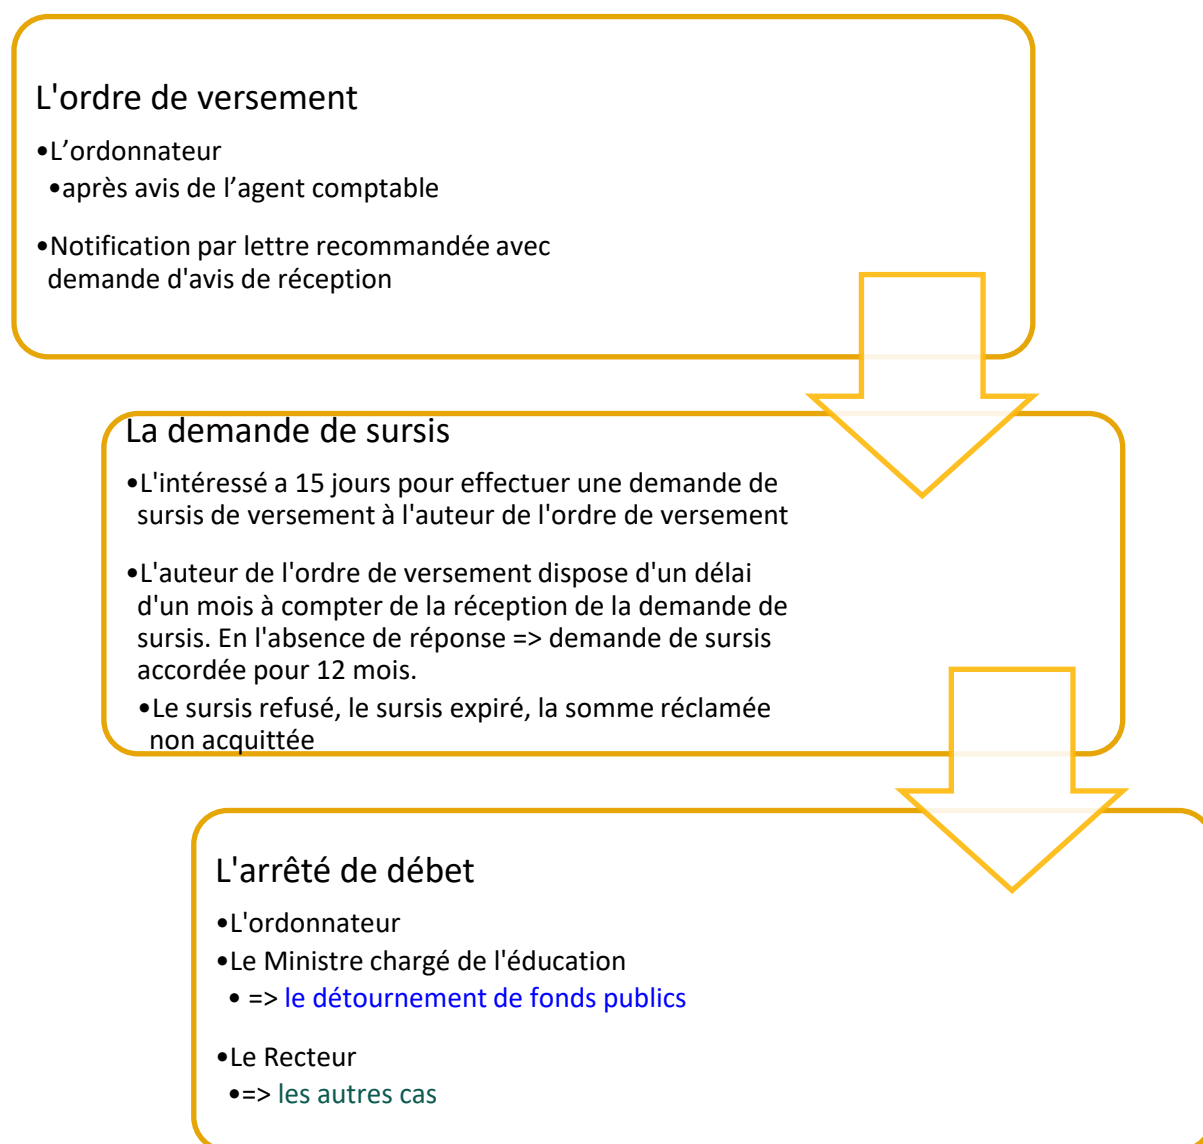 L'ordre de versement
•L’ordonnateur
•après avis de l’agent comptable
•Notification par lettre recommandée avec
demande d'avis de réception
La demande de sursis
•L'intéressé a 15 jours pour effectuer une demande de
sursis de versement à l'auteur de l'ordre de versement
•L'auteur de l'ordre de versement dispose d'un délai
d'un mois à compter de la réception de la demande de
sursis. En l'absence de réponse => demande de sursis
accordée pour 12 mois.
•Le sursis refusé, le sursis expiré, la somme réclamée
non acquittée
L'arrêté de débet
•L'ordonnateur
•Le Ministre chargé de l'éducation
• => le détournement de fonds publics
•Le Recteur
•=> les autres cas